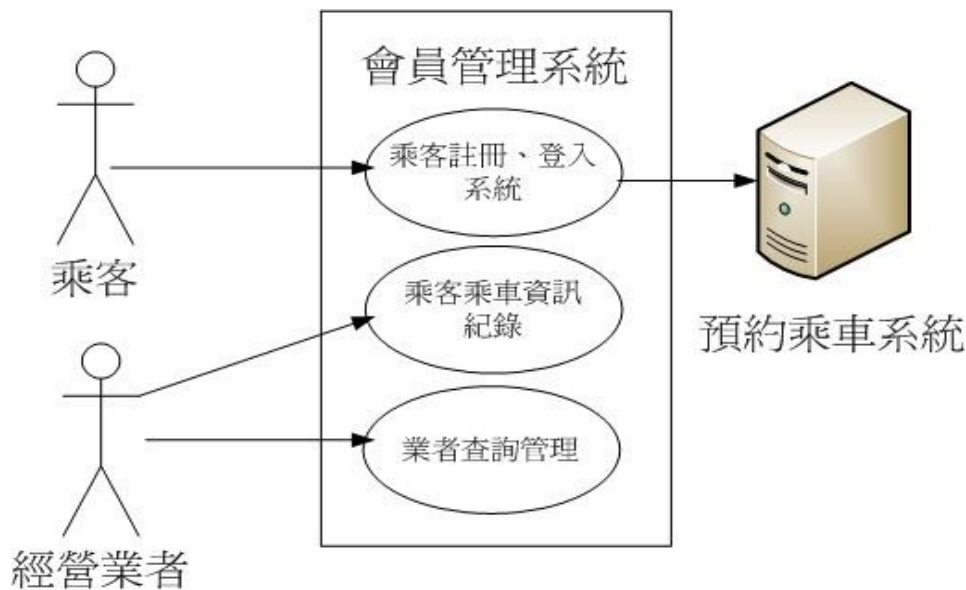 會員管理系統
乘客註冊、登入
系統
乘客
乘客乘車資訊
紀錄
預約乘車系統
業者查詢管理
經營業者